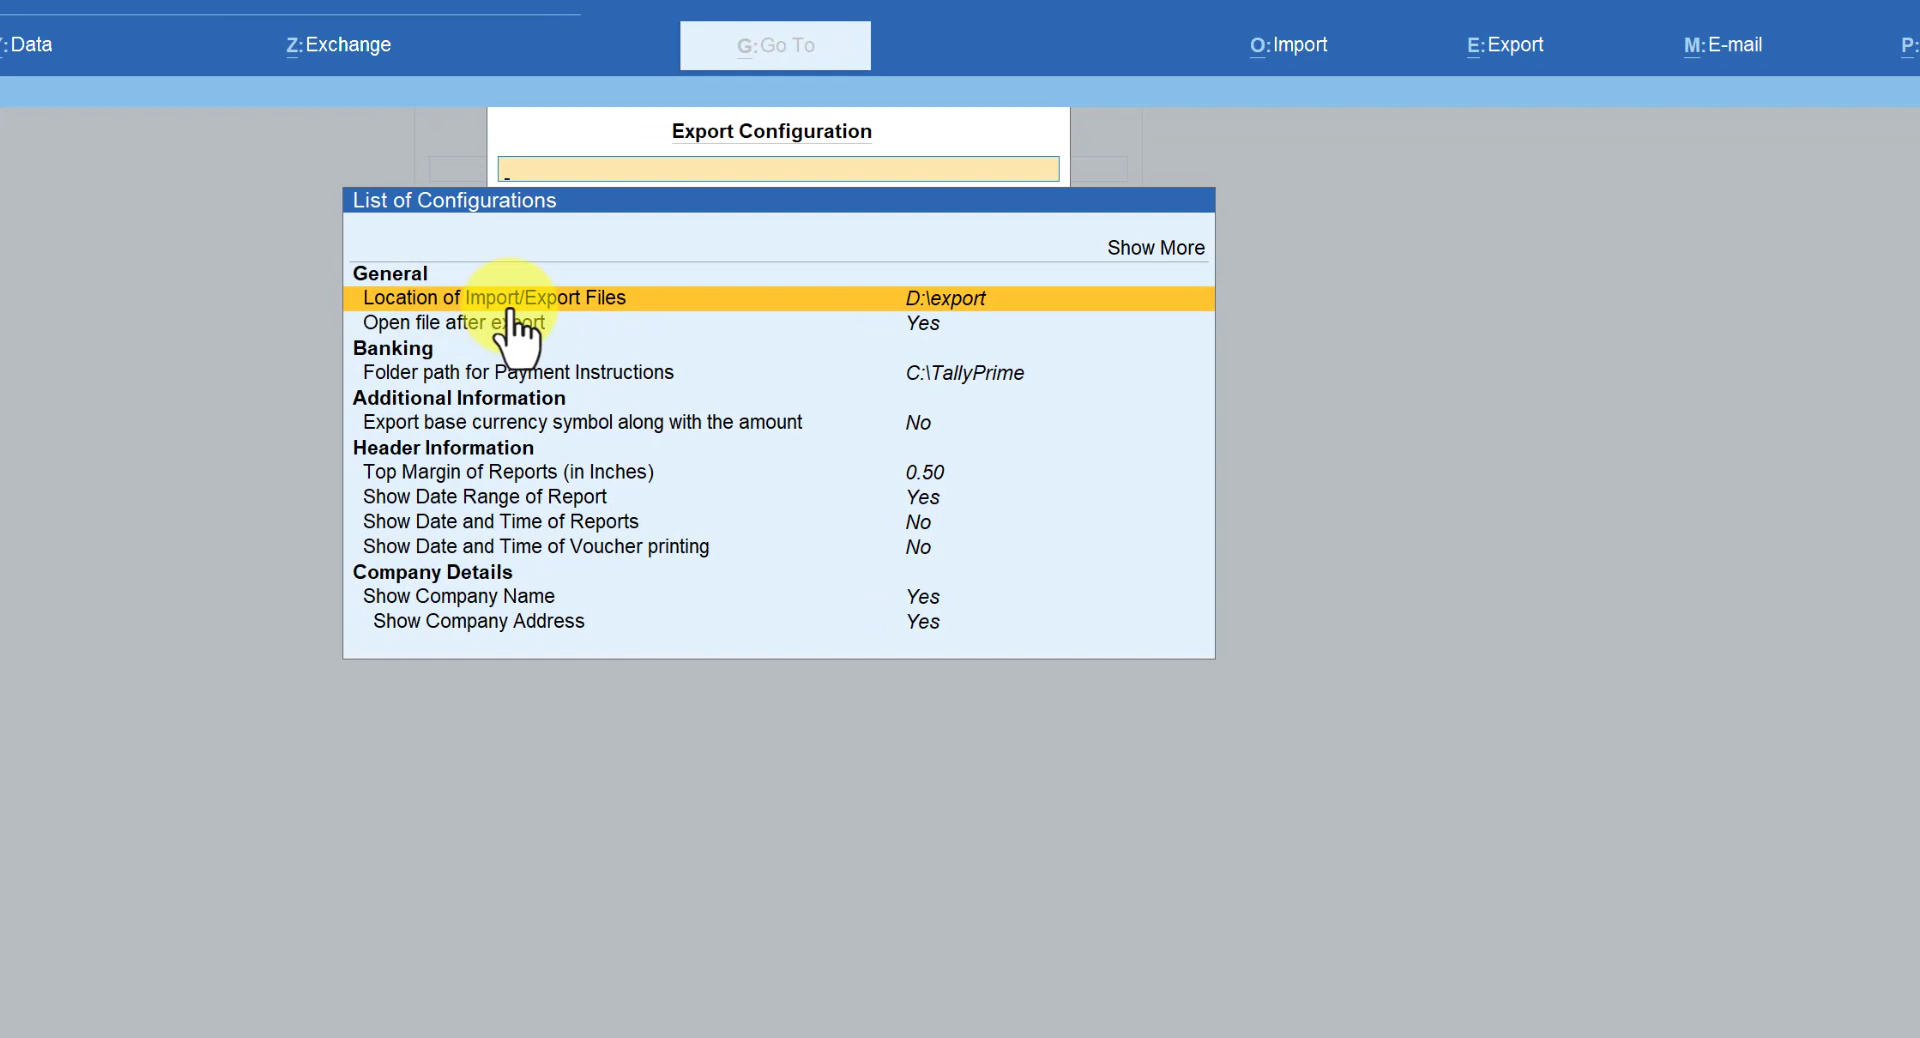 :Data Z:Exchange G:Go To O:Import E:Export M:E-mail P:
Export Configuration
List of Configurations
Show More
General
Location of Import/Export Files D:\export
Open file after export Yes
Banking
Folder path for Payment Instructions C:\TallyPrime
Additional Information
Export base currency symbol along with the amount No
Header Information
Top Margin of Reports (in Inches) 0.50
Show Date Range of Report Yes
Show Date and Time of Reports No
Show Date and Time of Voucher printing No
Company Details
Show Company Name Yes
Show Company Address Yes